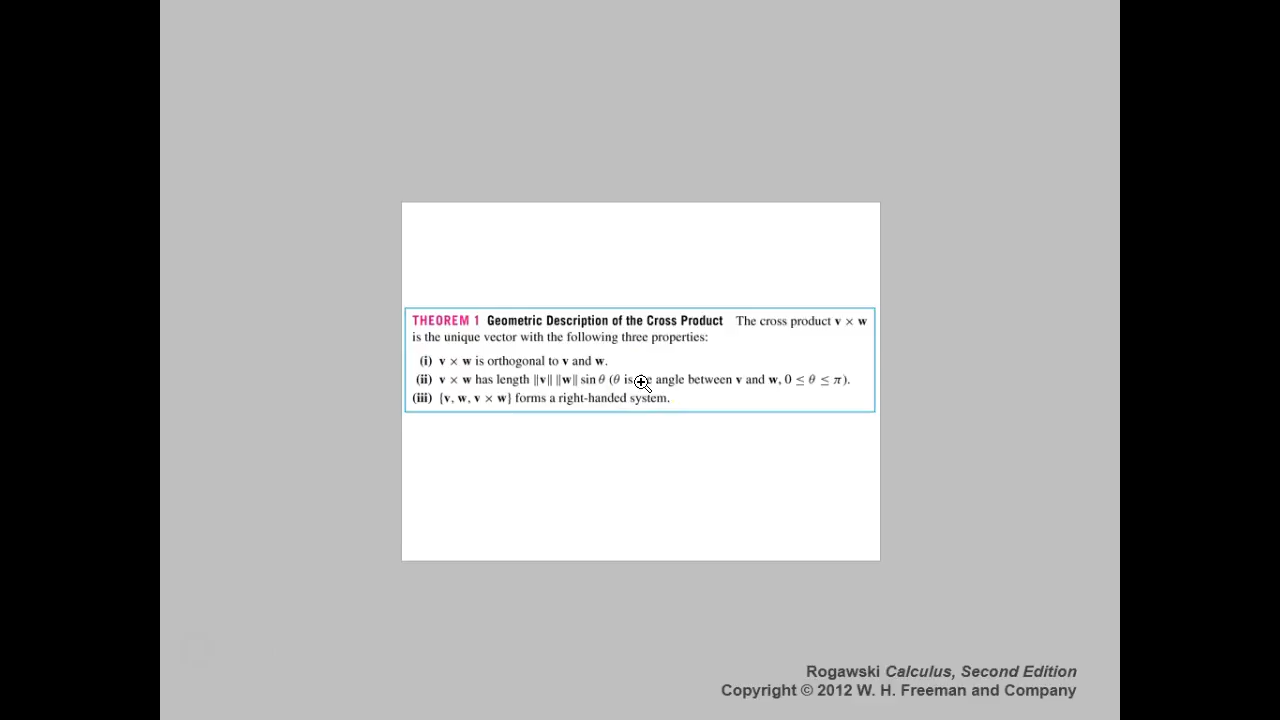 THEOREM 1 Geometric Description of the Cross Product The cross product v × w
is the unique vector with the following three properties:
(i) v × w is orthogonal to v and w.
(ii) v × w has length ||v|| ||w|| sin θ (θ is angle between v and w, 0 ≤ θ ≤ π).
(iii) {v, w, v × w} forms a right-handed system.
Rogawski Calculus, Second Edition
Copyright © 2012 W. H. Freeman and Company